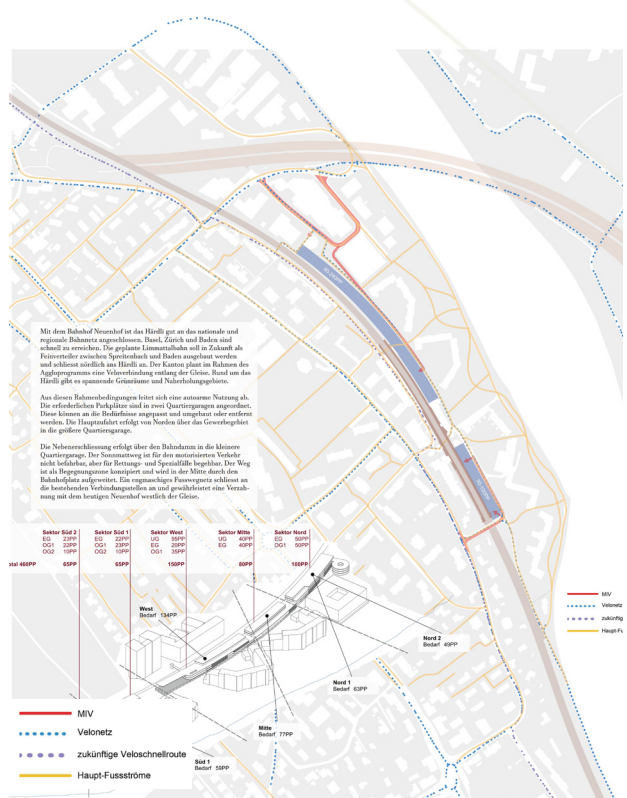 Mit dem Bahnhof Neuenhof ist das Härdli gut an das nationale und
regionale Bahnnetz angeschlossen, Basel, Zürich und Baden sind
schnell zu erreichen. Die geplante Limmattalbahn soll in Zukunft als
Feinverteiler zwischen Spreitenbach und Baden ausgebaut werden
und schliesst nördlich ans Härdli an. Der Kanton plant im Rahmen des
Aggloprogramms eine Veloverbindung entlang der Gleise. Rund um das
Härdli gibt es spannende Grünräume und Naherholungsgebiete.
Aus diesen Rahmenbedingungen leitet sich eine autoarme Nutzung ab.
Die erforderlichen Parkplätze sind in zwei Quartiergaragen angeordnet.
Diese können an die Bedürfnisse angepasst und umgebaut oder entfernt
werden. Die Hauptzufahrt erfolgt von Norden über das Gewerbegebiet
in die größere Quartiersgarage.
Die Nebenerschliessung erfolgt über den Bahndamm in die kleinere
Quartiergarage. Der Sonnmattweg ist für den motorisierten Verkehr
nicht befahrbar, aber für Rettungs- und Spezialfälle begehbar. Der Weg
ist als Begegnungszone konzipiert und wird in der Mitte durch den
Bahnhofplatz aufgeweitet. Ein engmaschiges Fusswegnetz schliesst an
die bestehenden Verbindungsstellen an und gewährleistet eine Verzah-
nung mit dem heutigen Neuenhof westlich der Gleise.
Sektor Süd 2 Sektor Süd 1 Sektor West Sektor Mitte Sektor Nord
EG 23PP EG 22PP UG 95PP UG 40PP EG 50PP
OG1 22PP OG1 23PP EG 20PP EG 40PP OG1 50PP
OG2 10PP OG2 10PP OG1 35PP
otal 460PP 65PP 65PP 150PP 80PP 100PP
West
Bedarf 134PP
Nord 2
Bedarf 49PP
Nord 1
Bedarf 63PP
Mitte
Bedarf 77PP
Süd 1
Bedarf 59PP
MIV
Velonetz
zukünftige Veloschnellroute
Haupt-Fussströme
MIV
Velonetz
zukünftig
Haupt-Fu